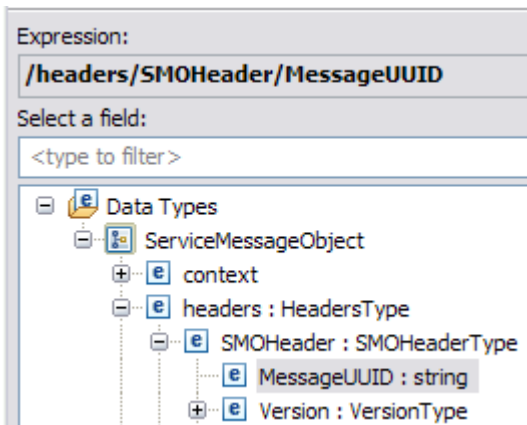 Expression:
/headers/SMOHeader/MessageUUID
Select a field:
<type to filter>
Data Types
ServiceMessageObject
context
headers : HeadersType
SMOHeader : SMOHeaderType
MessageUUID : string
Version : VersionType